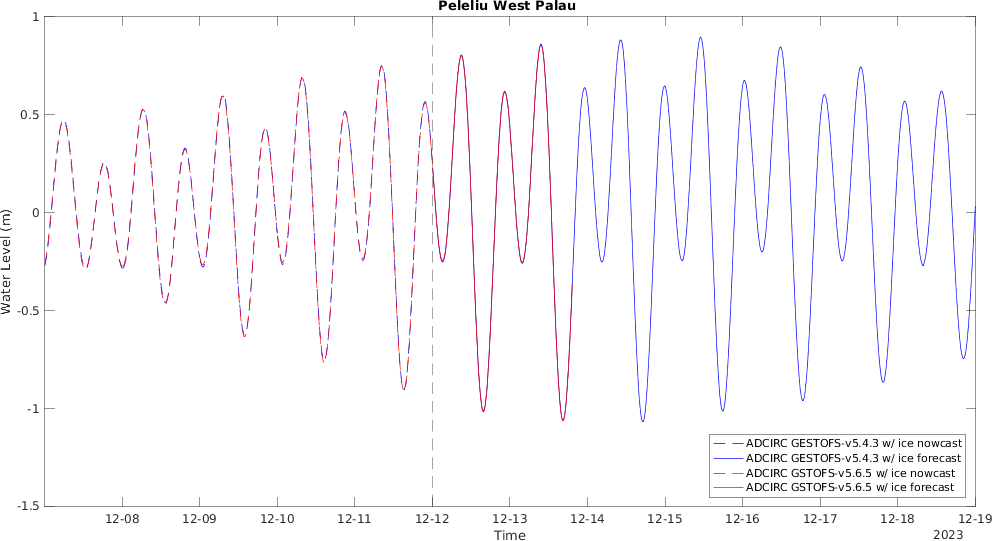 Peleliu West Palau
1
0.5
0
-0.5
-1
-1.5
Water Level (m)
12-08
12-09
12-10
12-11
12-12
12-13
12-14
12-15
12-16
12-17
12-18
12-19
Time
2023
ADCIRC GESTOFS-v5.4.3 w/ ice nowcast
ADCIRC GESTOFS-v5.4.3 w/ ice forecast
ADCIRC GSTOFS-v5.6.5 w/ ice nowcast
ADCIRC GSTOFS-v5.6.5 w/ ice forecast